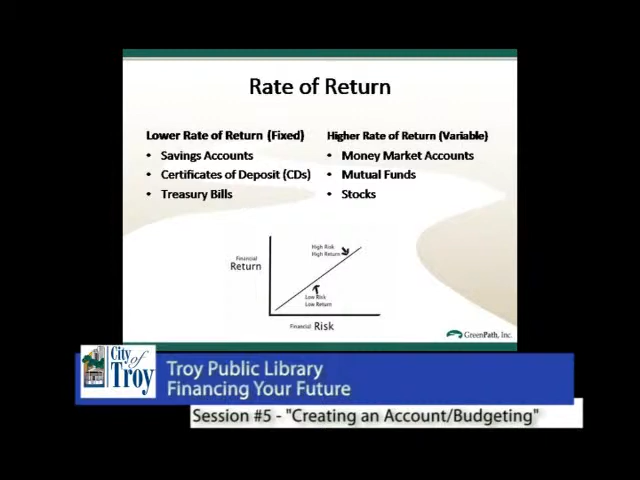 Rate of Return
Lower Rate of Return (Fixed)
• Savings Accounts
• Certificates of Deposit (CDs)
• Treasury Bills
Higher Rate of Return (Variable)
• Money Market Accounts
• Mutual Funds
• Stocks
Financial
Return
High Risk
High Return
Low Risk
Low Return
Financial Risk
GreenPath, Inc.
City of
Troy
Troy Public Library
Financing Your Future
Session #5 - "Creating an Account/Budgeting"